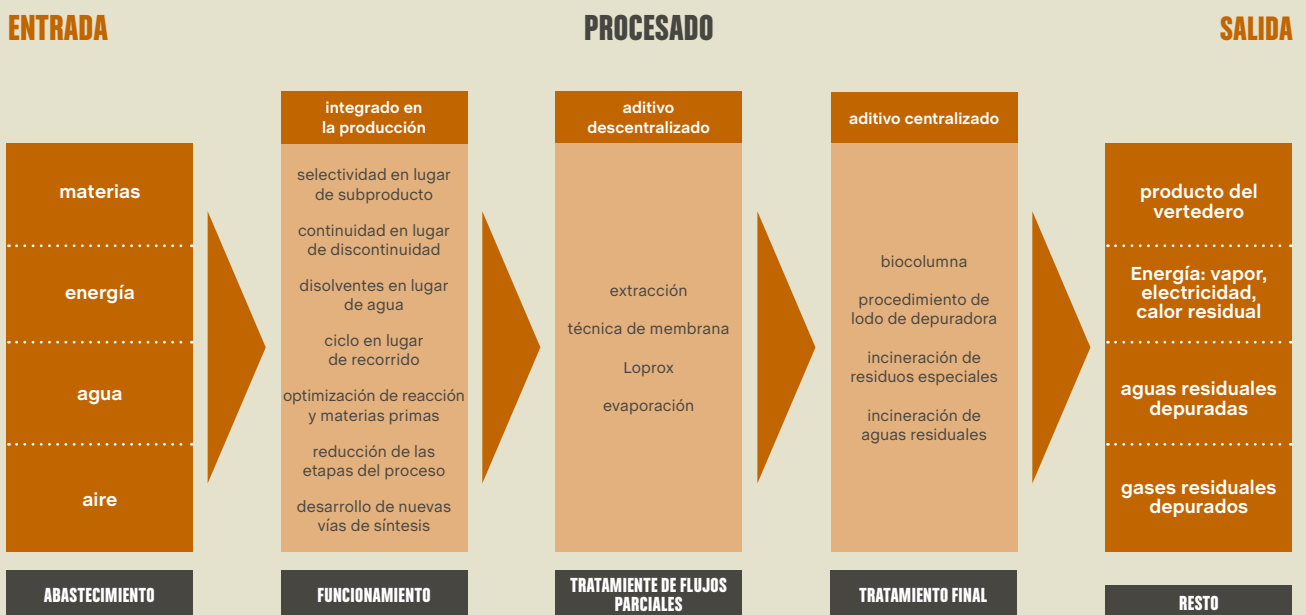 ENTRADA
PROCESADO
SALIDA
materias
energía
agua
aire
ABASTECIMIENTO
integrado en
la producción
selectividad en lugar
de subproducto
continuidad en lugar
de discontinuidad
disolventes en lugar
de agua
ciclo en lugar
de recorrido
optimización de reacción
y materias primas
reducción de las
etapas del proceso
desarrollo de nuevas
vías de síntesis
FUNCIONAMIENTO
aditivo
descentralizado
extracción
técnica de membrana
Loprox
evaporación
TRATAMIENTE DE FLUJOS
PARCIALES
aditivo centralizado
biocolumna
procedimiento de
lodo de depuradora
incineración de
residuos especiales
incineración de
aguas residuales
TRATAMIENTO FINAL
producto del
vertedero
Energía: vapor,
electricidad,
calor residual
aguas residuales
depuradas
gases residuales
depurados
RESTO